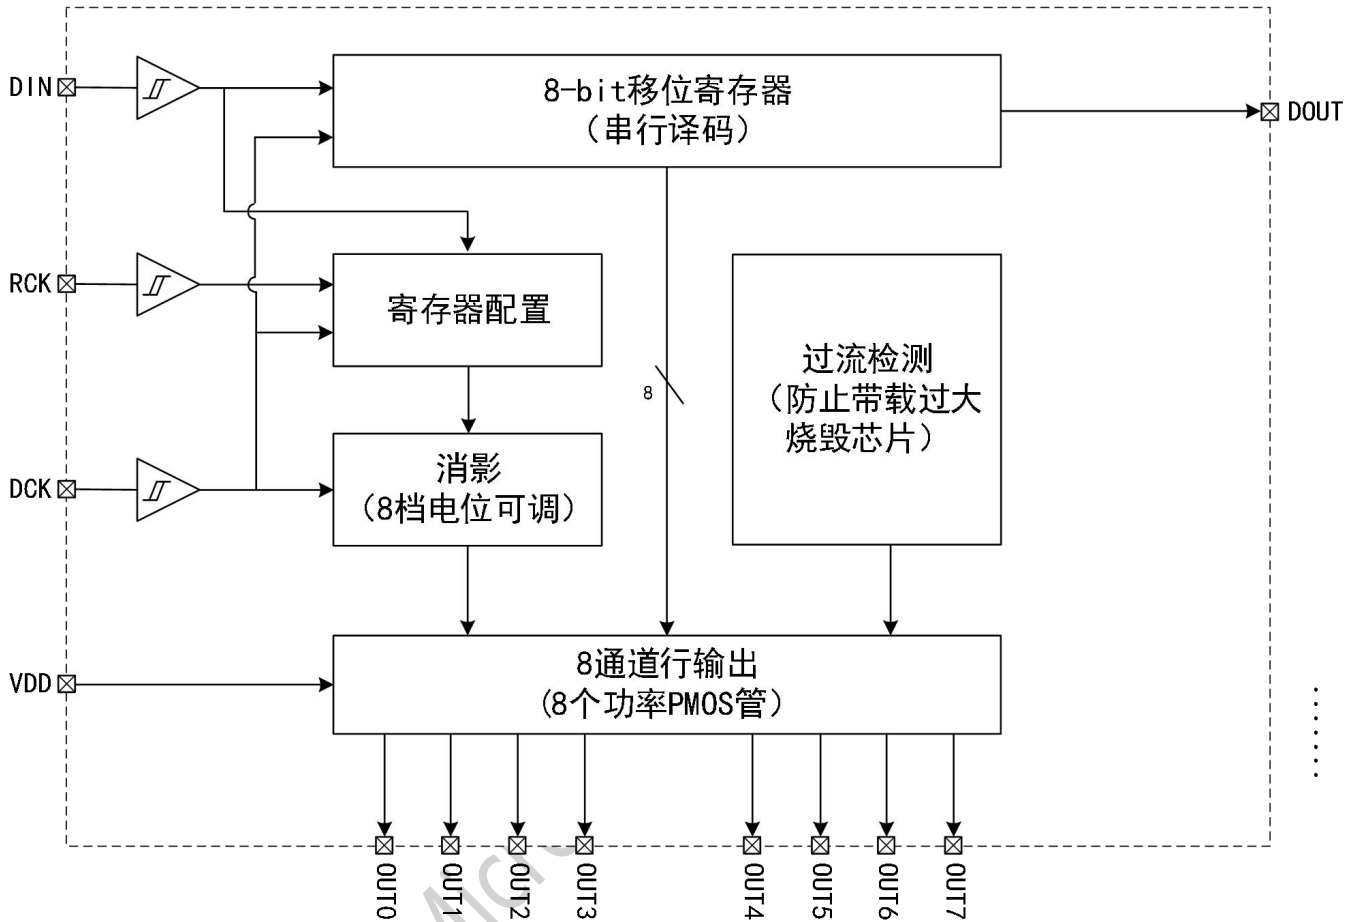 DIN
8-bit移位寄存器
（串行译码）
DOUT
RCK
寄存器配置
过流检测
（防止带载过大
烧毁芯片）
8
DCK
消影
(8档电位可调)
VDD
8通道行输出
(8个功率PMOS管)
OUT0
OUT1
OUT2
OUT3
OUT4
OUT5
OUT6
OUT7
Micro